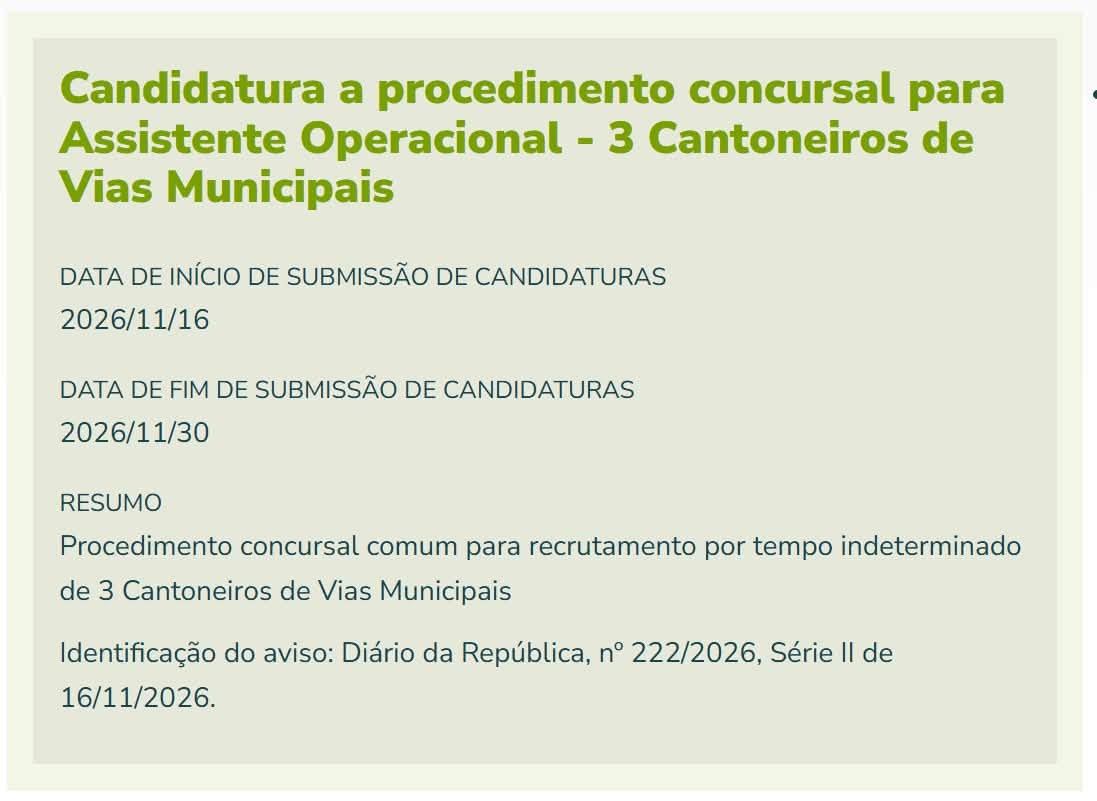 Candidatura a procedimento concursal para
Assistente Operacional - 3 Cantoneiros de
Vias Municipais
DATA DE INÍCIO DE SUBMISSÃO DE CANDIDATURAS
2026/11/16
DATA DE FIM DE SUBMISSÃO DE CANDIDATURAS
2026/11/30
RESUMO
Procedimento concursal comum para recrutamento por tempo indeterminado
de 3 Cantoneiros de Vias Municipais
Identificação do aviso: Diário da República, nº 222/2026, Série II de
16/11/2026.